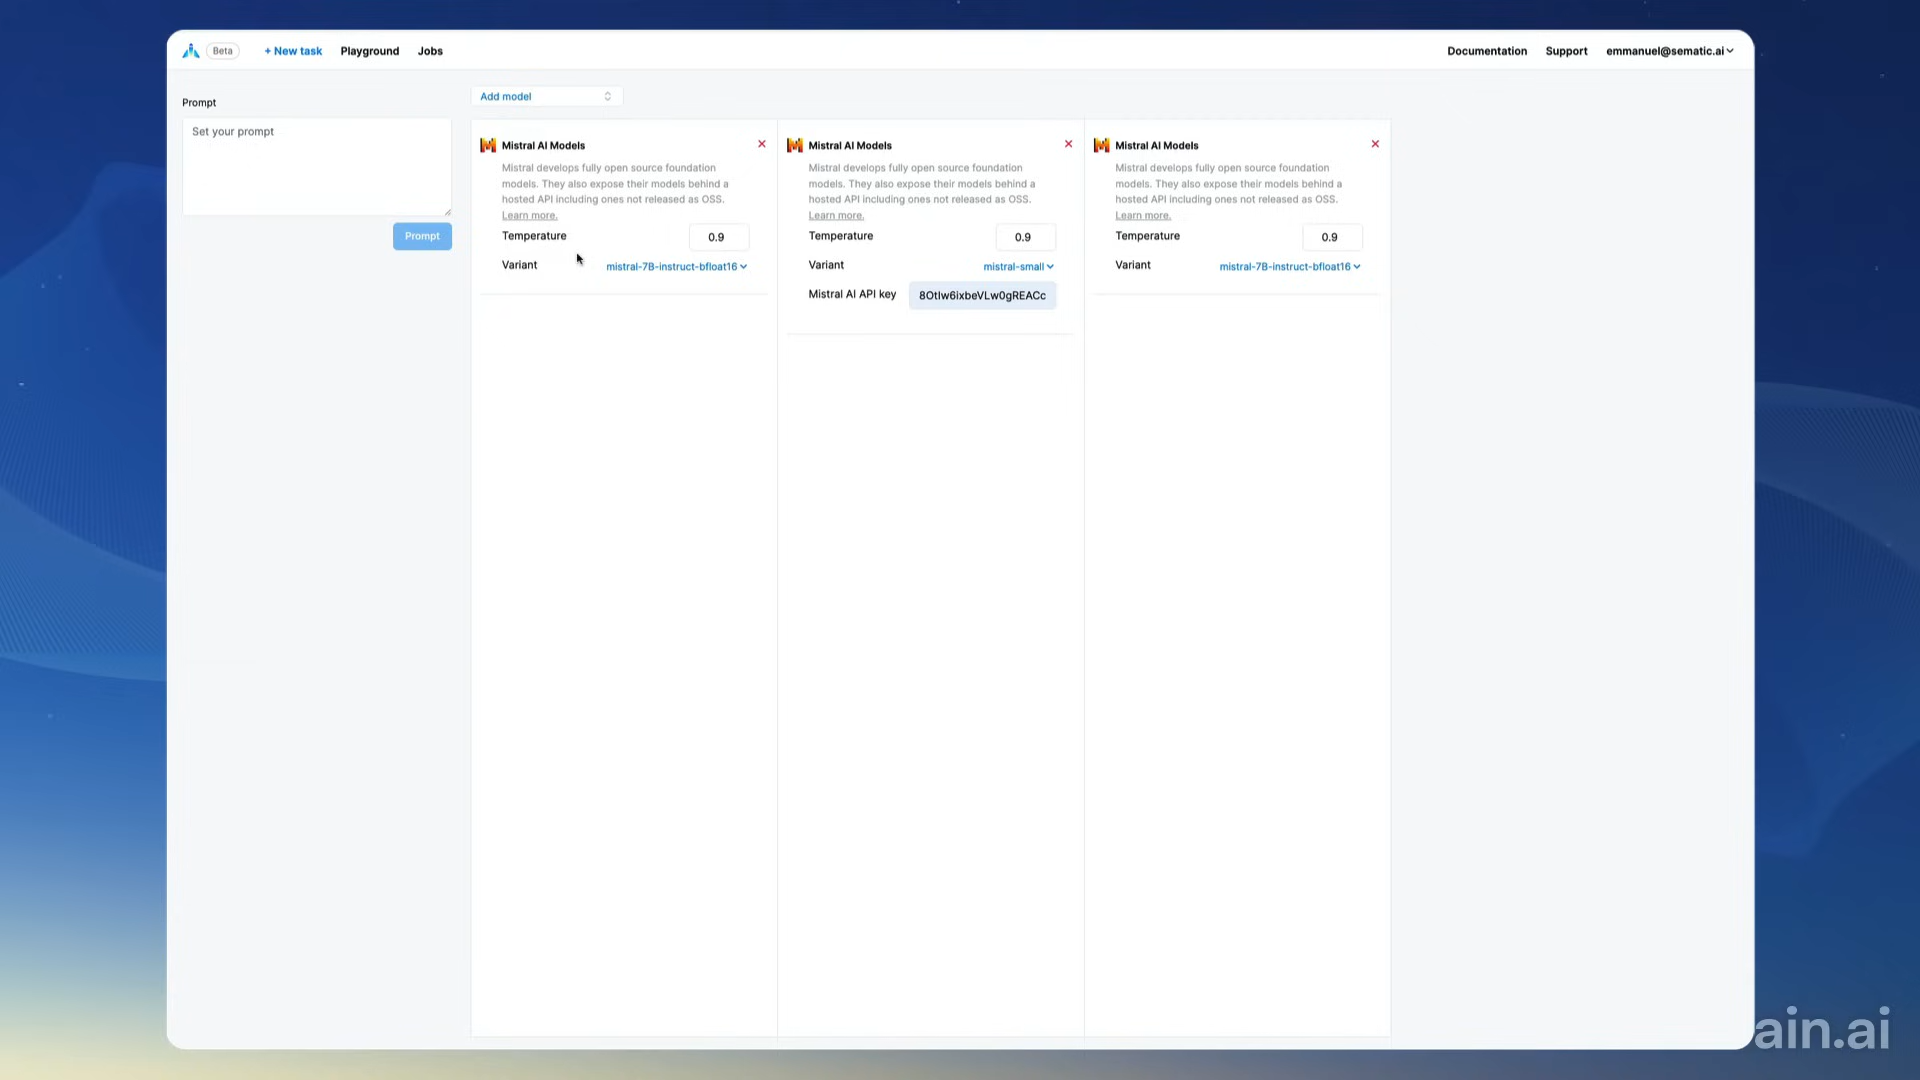 Beta
+ New task
Playground
Jobs
Documentation
Support
emmanuel@sematic.ai
Prompt
Set your prompt
Prompt
Add model
Mistral AI Models
Mistral develops fully open source foundation
models. They also expose their models behind a
hosted API including ones not released as OSS.
Learn more.
Temperature 0.9
Variant mistral-7B-instruct-bfloat16
Mistral AI Models
Mistral develops fully open source foundation
models. They also expose their models behind a
hosted API including ones not released as OSS.
Learn more.
Temperature 0.9
Variant mistral-small
Mistral AI API key 8OtIw6ixbeVLw0gREACc
Mistral AI Models
Mistral develops fully open source foundation
models. They also expose their models behind a
hosted API including ones not released as OSS.
Learn more.
Temperature 0.9
Variant mistral-7B-instruct-bfloat16
ain.ai